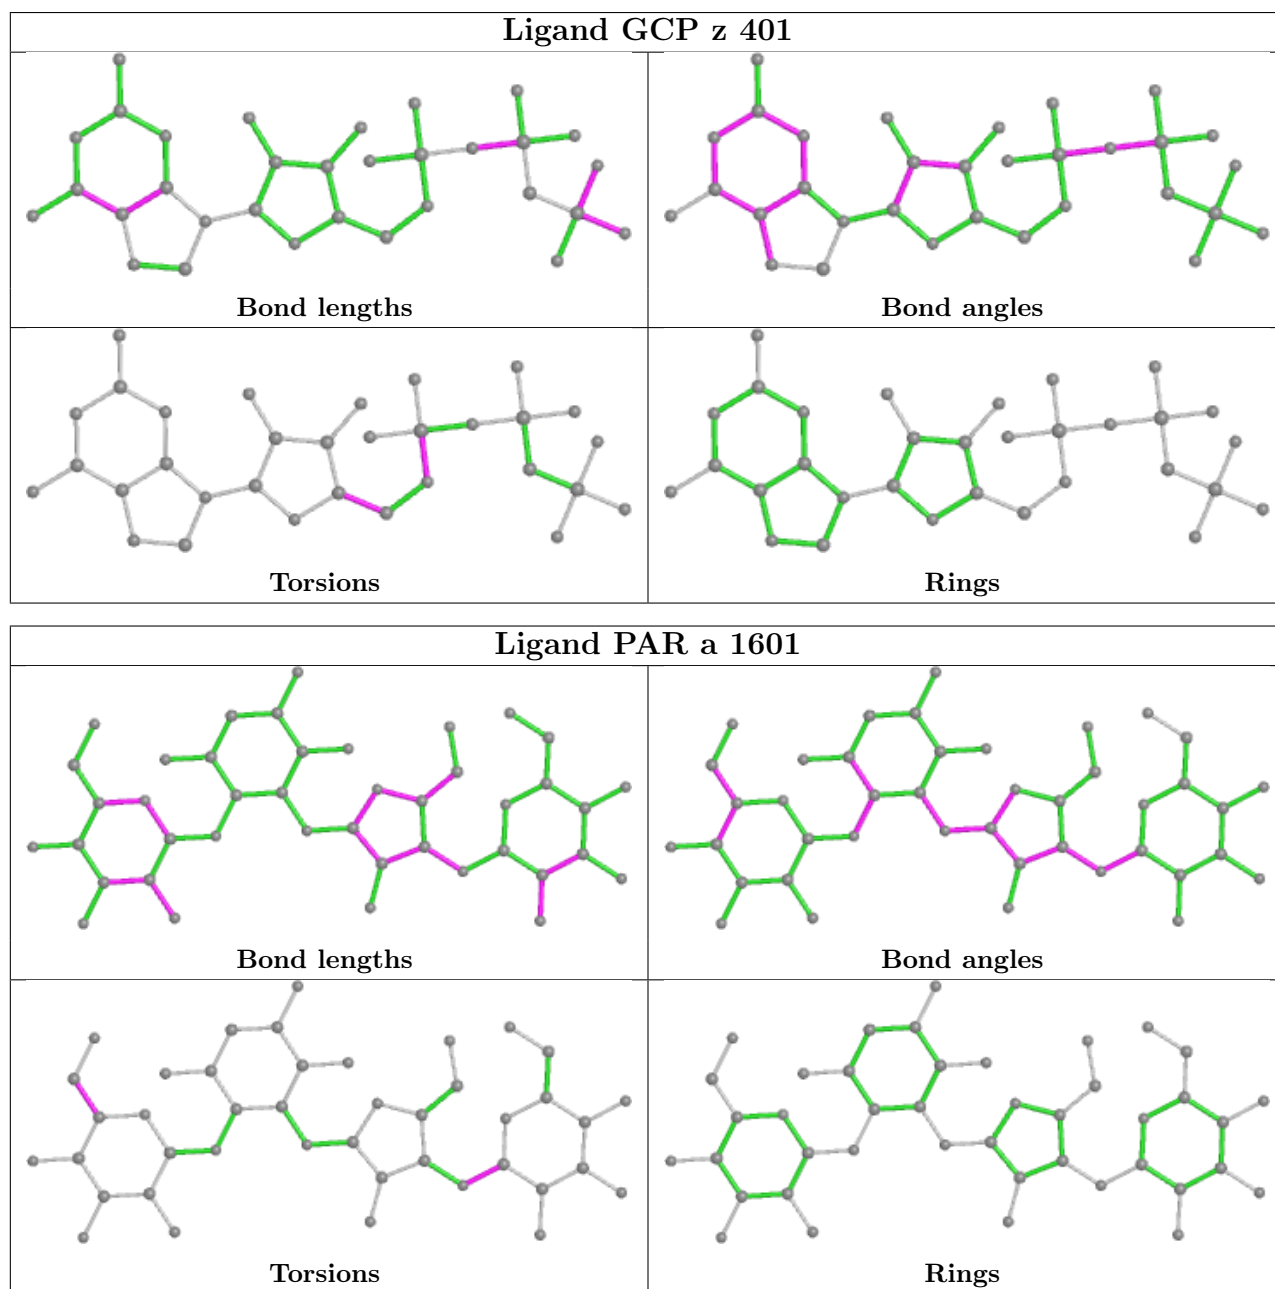 Ligand GCP z 401
Bond lengths
Bond angles
Torsions
Rings
Ligand PAR a 1601
Bond lengths
Bond angles
Torsions
Rings